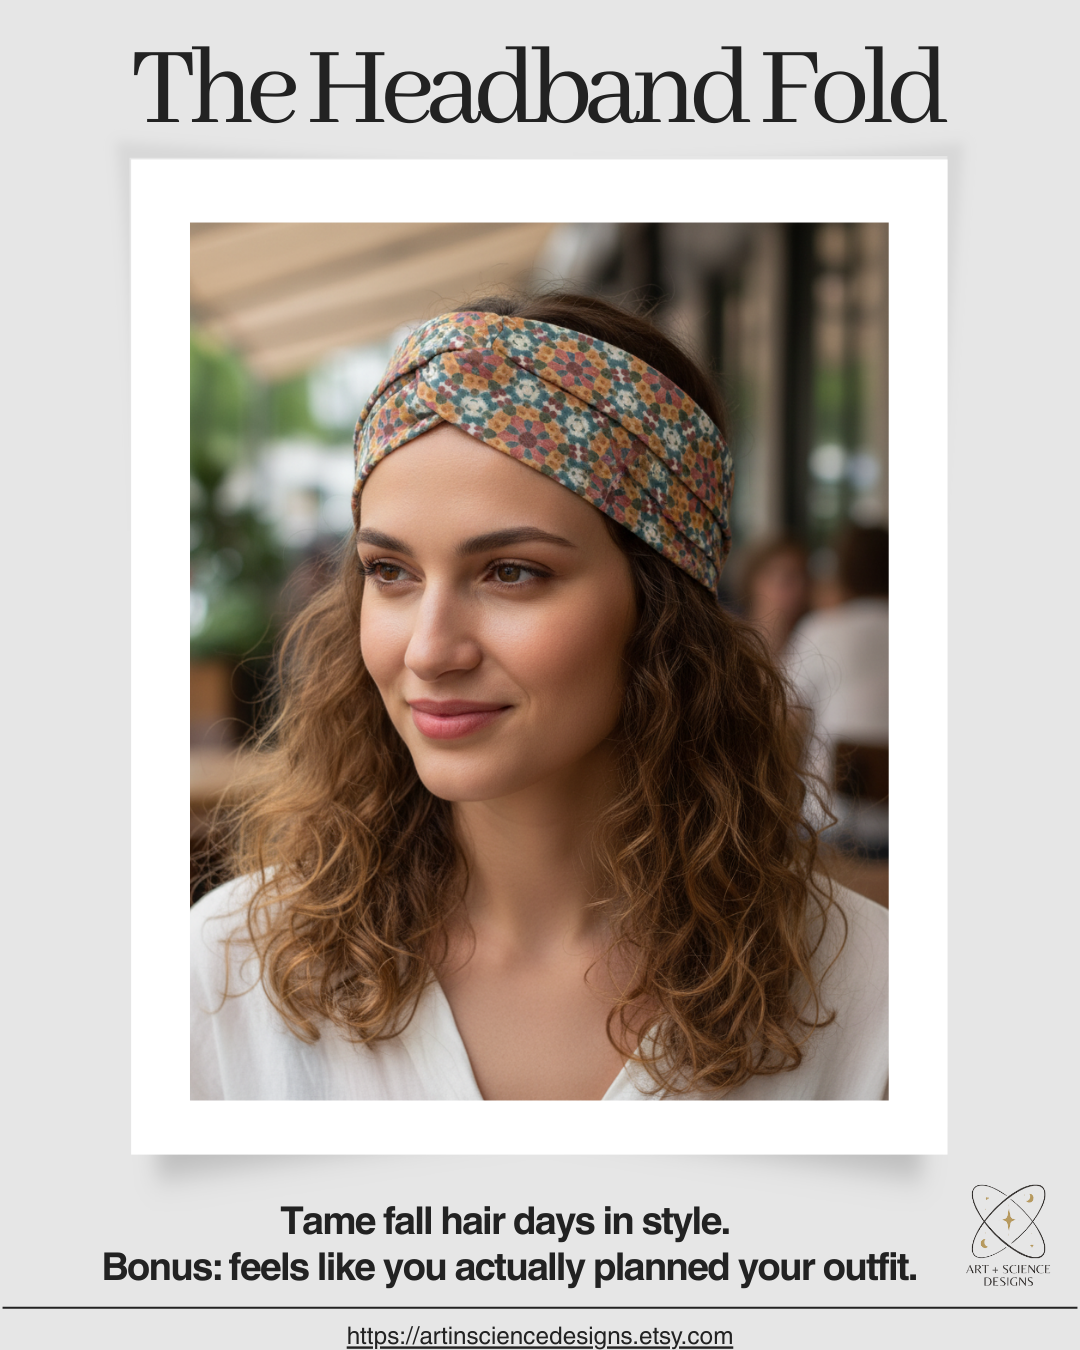 The Headband Fold
Tame fall hair days in style.
Bonus: feels like you actually planned your outfit.
ART + SCIENCE
DESIGNS
https://artinsciencedesigns.etsy.com